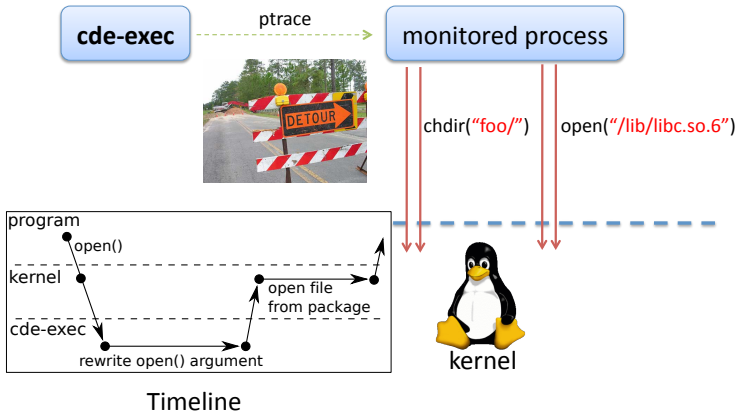 cde-exec
ptrace
monitored process
DETOUR
chdir("foo/")
open("/lib/libc.so.6")
program
open()
kernel
open file
from package
cde-exec
rewrite open() argument
kernel
Timeline